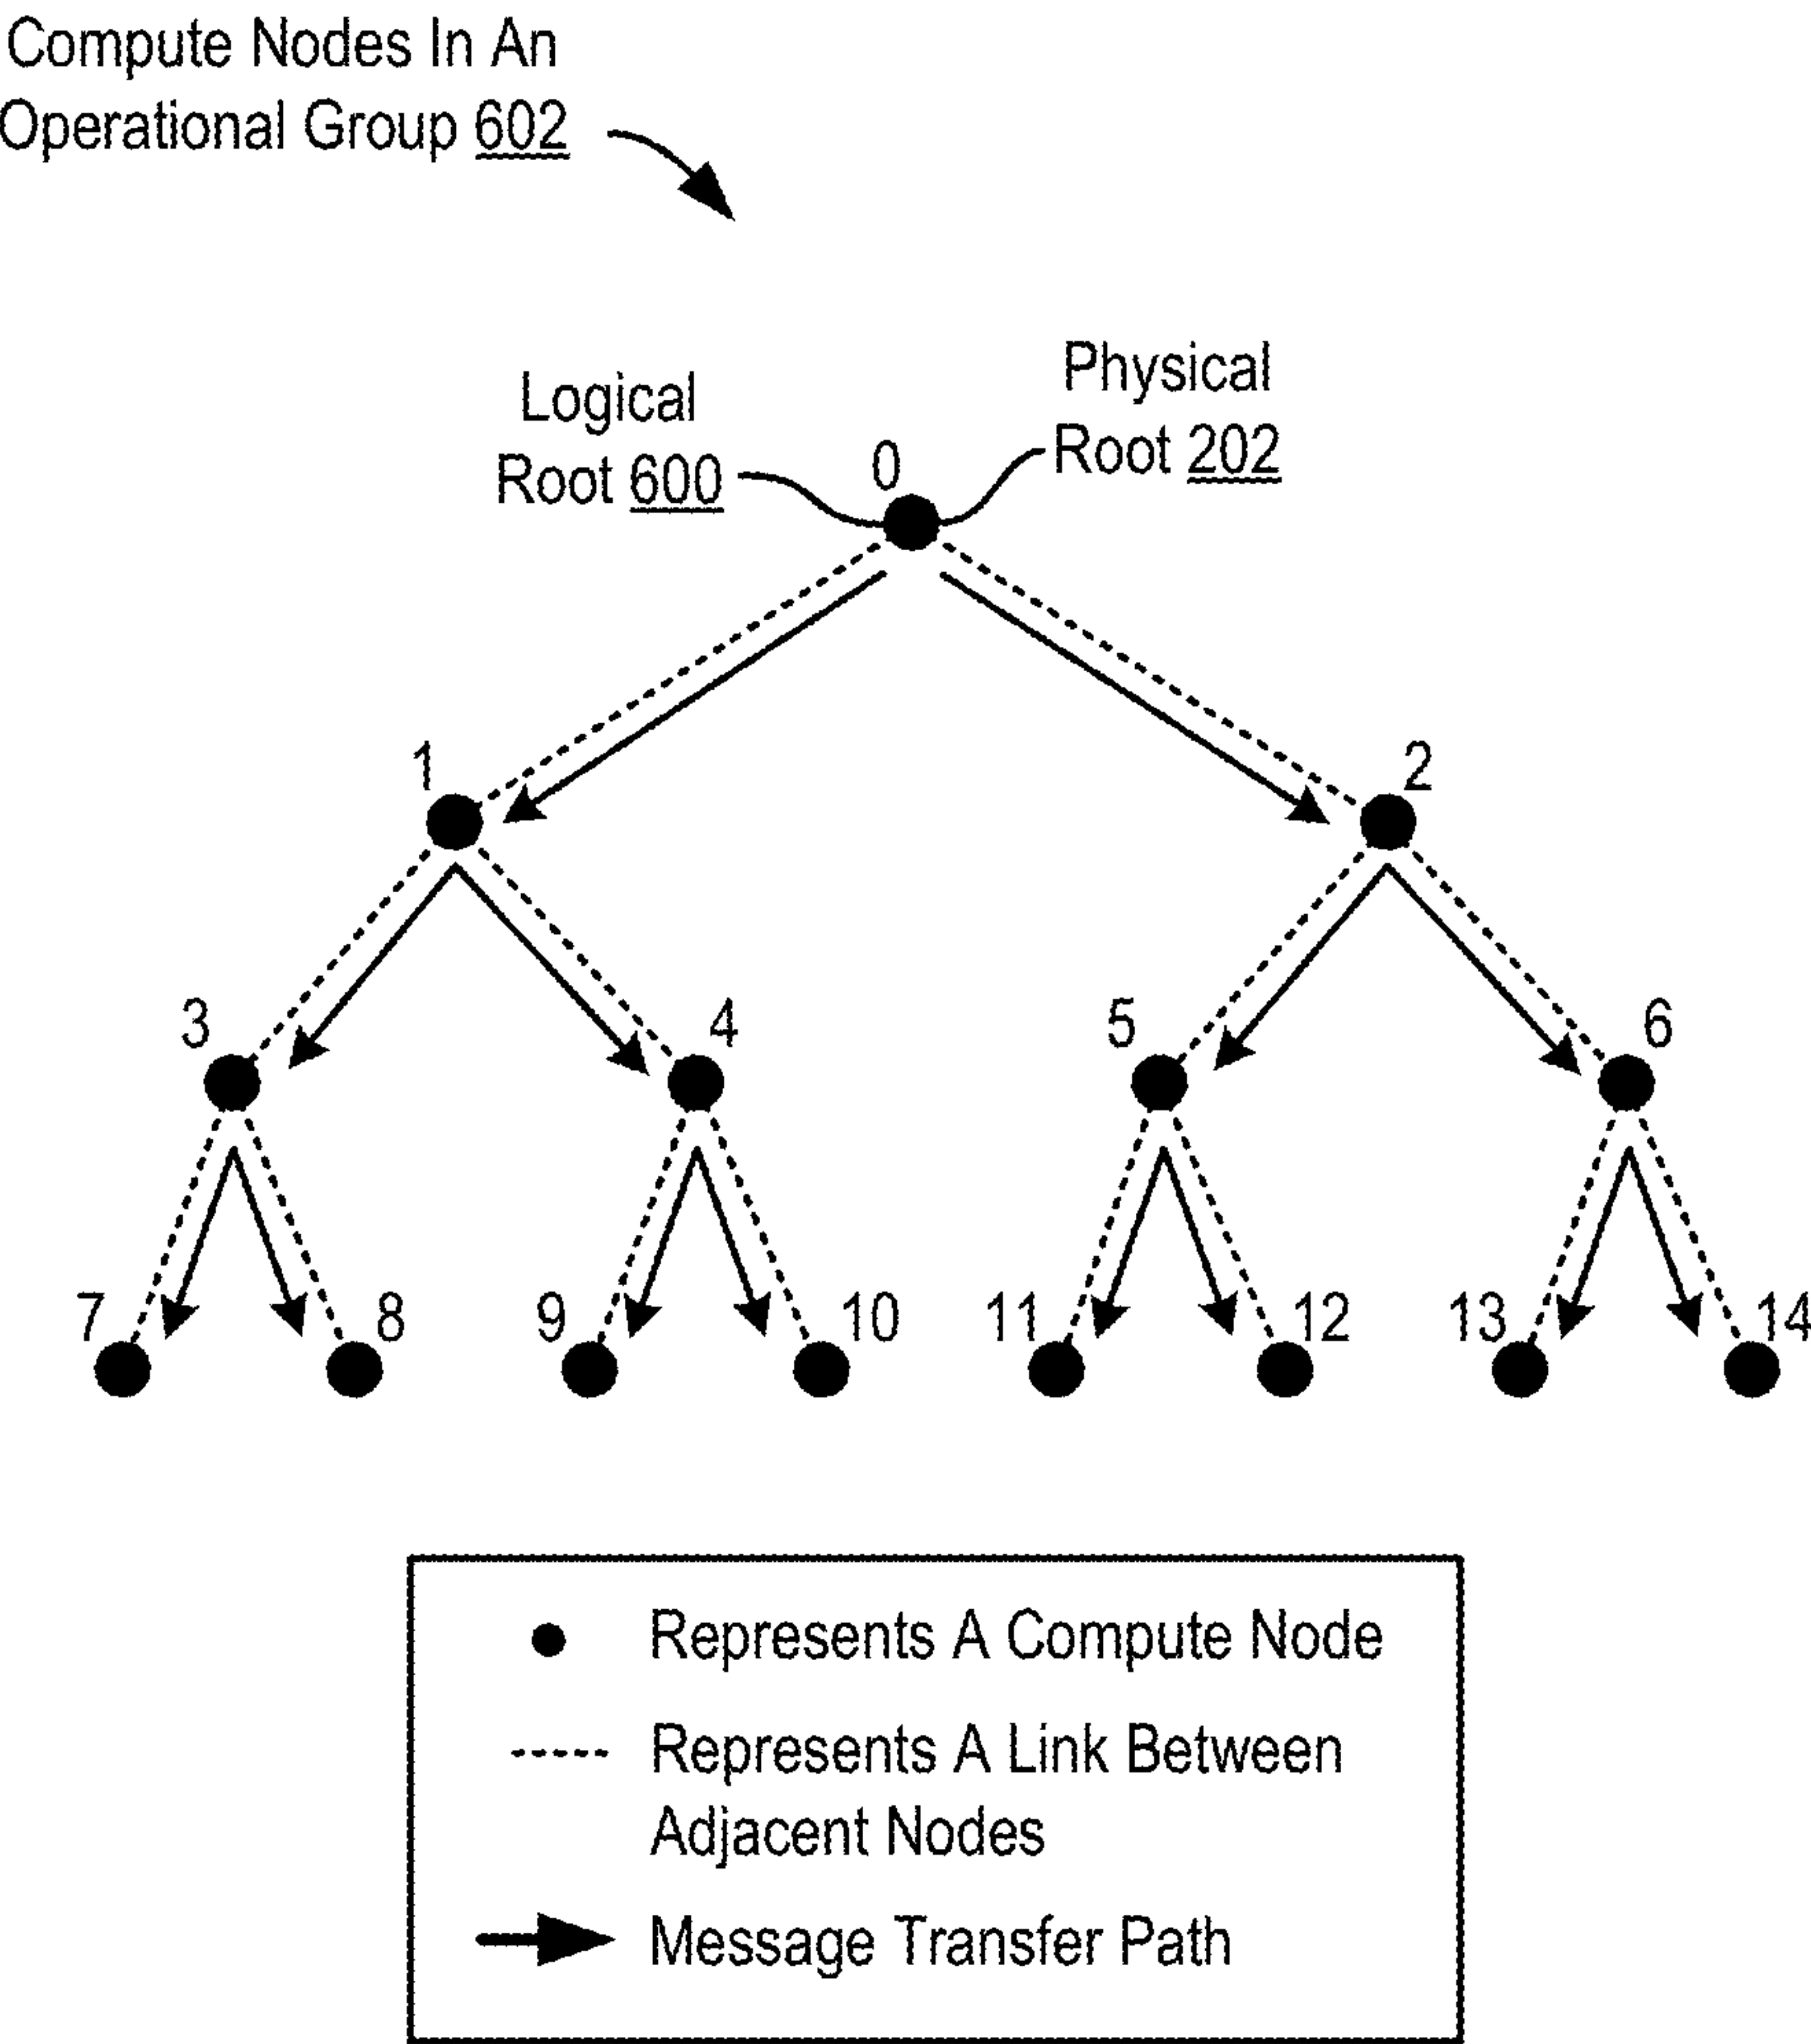 Compute Nodes In An
Operational Group 602
Logical
Root 600
Physical
Root 202
0
1
2
3
4
5
6
7
8
9
10
11
12
13
14
Represents A Compute Node
Represents A Link Between
Adjacent Nodes
Message Transfer Path